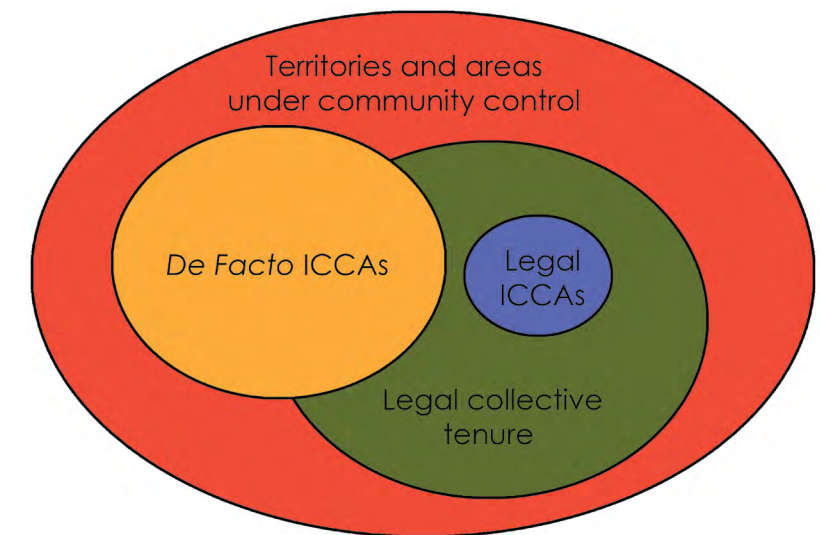 Territories and areas
under community control
De Facto ICCAs
Legal
ICCAs
Legal collective
tenure